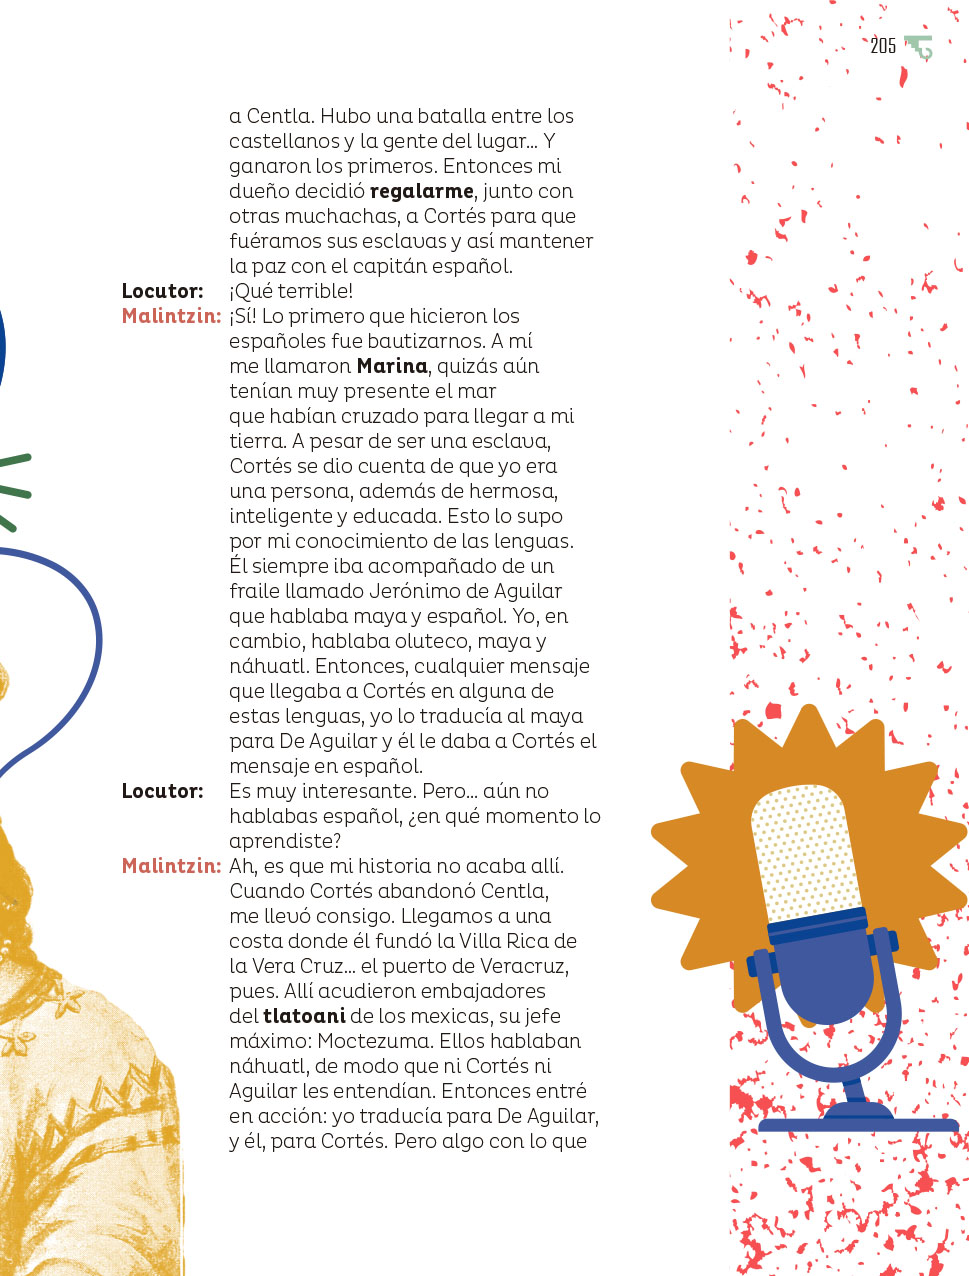 205
a Centla. Hubo una batalla entre los
castellanos y la gente del lugar... Y
ganaron los primeros. Entonces mi
dueño decidió regalarme, junto con
otras muchachas, a Cortés para que
fuéramos sus esclavas y así mantener
la paz con el capitán español.
Locutor: ¡Qué terrible!
Malintzin: ¡Sí! Lo primero que hicieron los
españoles fue bautizarnos. A mí
me llamaron Marina, quizás aún
tenían muy presente el mar
que habían cruzado para llegar a mi
tierra. A pesar de ser una esclava,
Cortés se dio cuenta de que yo era
una persona, además de hermosa,
inteligente y educada. Esto lo supo
por mi conocimiento de las lenguas.
Él siempre iba acompañado de un
fraile llamado Jerónimo de Aguilar
que hablaba maya y español. Yo, en
cambio, hablaba oluteco, maya y
náhuatl. Entonces, cualquier mensaje
que llegaba a Cortés en alguna de
estas lenguas, yo lo traducía al maya
para De Aguilar y él le daba a Cortés el
mensaje en español.
Locutor: Es muy interesante. Pero... aún no
hablabas español, ¿en qué momento lo
aprendiste?
Malintzin: Ah, es que mi historia no acaba allí.
Cuando Cortés abandonó Centla,
me llevó consigo. Llegamos a una
costa donde él fundó la Villa Rica de
la Vera Cruz... el puerto de Veracruz,
pues. Allí acudieron embajadores
del tlatoani de los mexicas, su jefe
máximo: Moctezuma. Ellos hablaban
náhuatl, de modo que ni Cortés ni
Aguilar les entendían. Entonces entré
en acción: yo traducía para De Aguilar,
y él, para Cortés. Pero algo con lo que